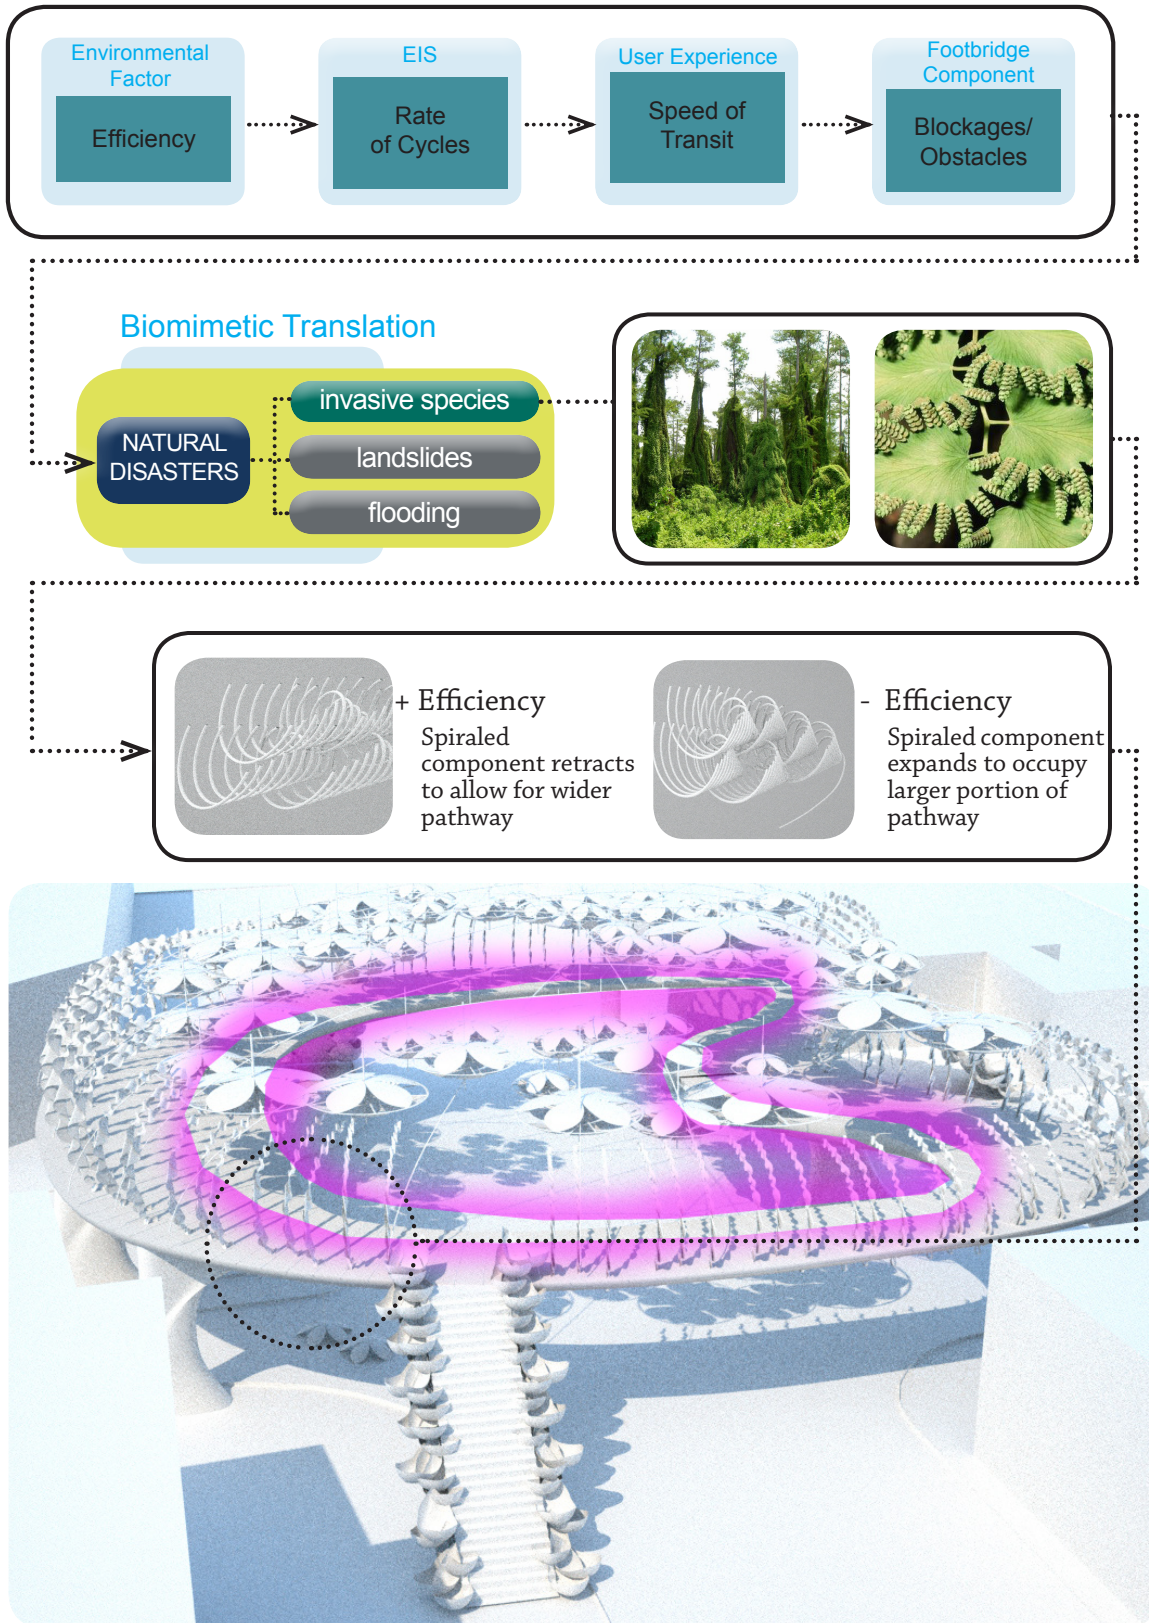 Environmental
Factor
Efficiency
EIS
Rate
of Cycles
User Experience
Speed of
Transit
Footbridge
Component
Blockages/
Obstacles
Biomimetic Translation
NATURAL
DISASTERS
invasive species
landslides
flooding
+ Efficiency
Spiraled
component retracts
to allow for wider
pathway
- Efficiency
Spiraled component
expands to occupy
larger portion of
pathway